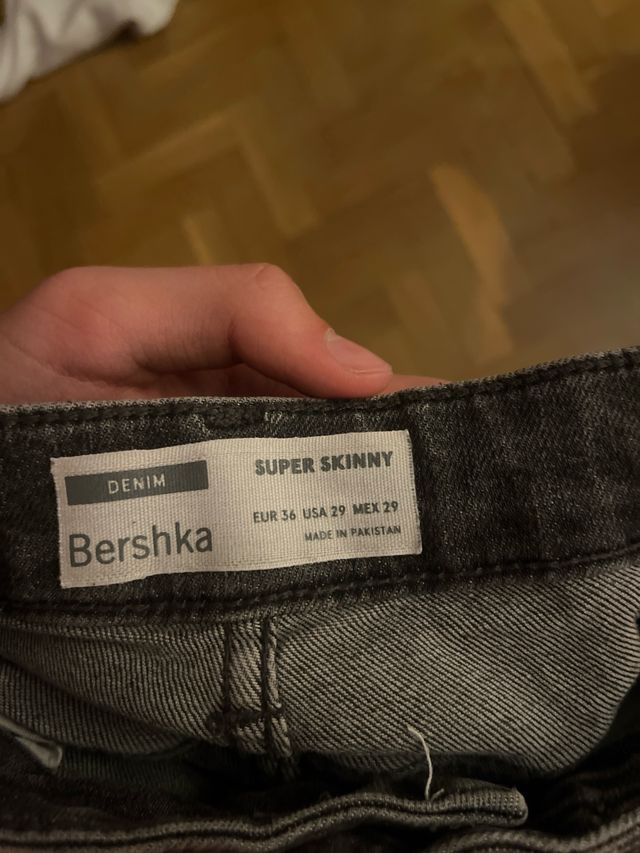 DENIM
Bershka
SUPER SKINNY
EUR 36 USA 29 MEX 29
MADE IN PAKISTAN